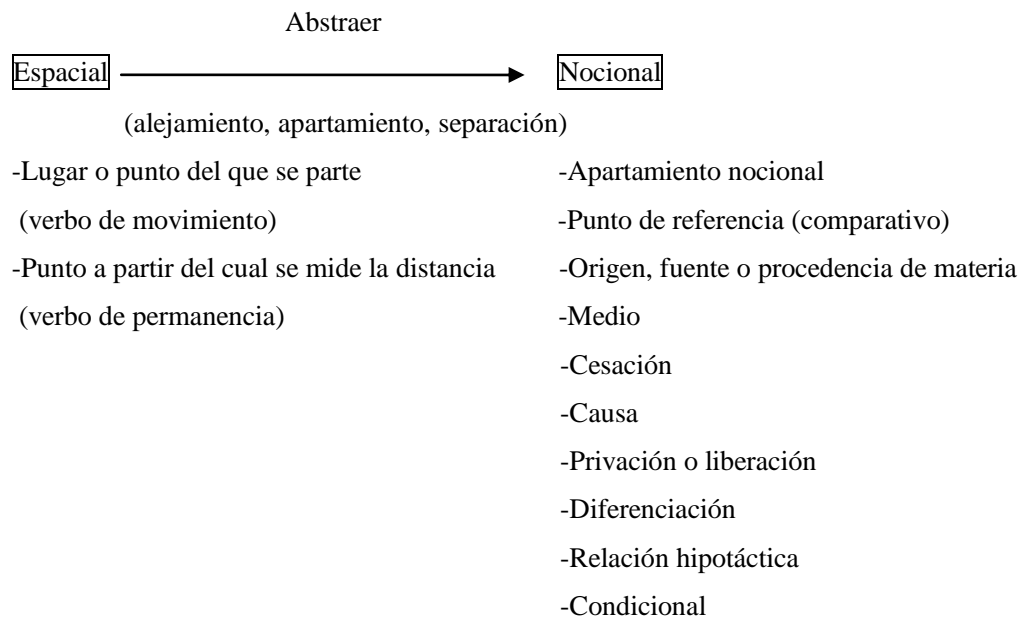 Abstraer
Espacial Nocional
(alejamiento, apartamiento, separación)
-Lugar o punto del que se parte -Apartamiento nocional
(verbo de movimiento) -Punto de referencia (comparativo)
-Punto a partir del cual se mide la distancia -Origen, fuente o procedencia de materia
(verbo de permanencia) -Medio
-Cesación
-Causa
-Privación o liberación
-Diferenciación
-Relación hipotáctica
-Condicional